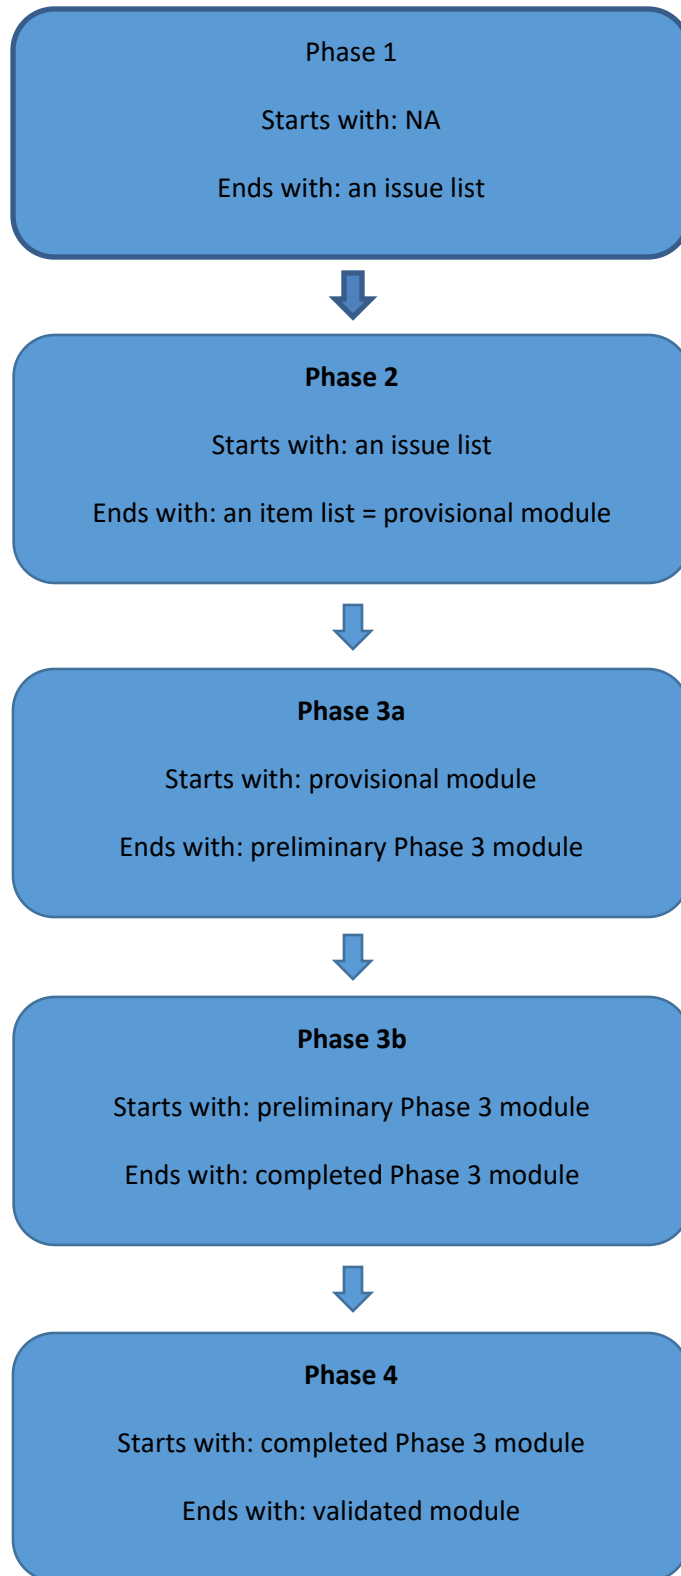 Phase 1
Starts with: NA
Ends with: an issue list
Phase 2
Starts with: an issue list
Ends with: an item list = provisional module
Phase 3a
Starts with: provisional module
Ends with: preliminary Phase 3 module
Phase 3b
Starts with: preliminary Phase 3 module
Ends with: completed Phase 3 module
Phase 4
Starts with: completed Phase 3 module
Ends with: validated module